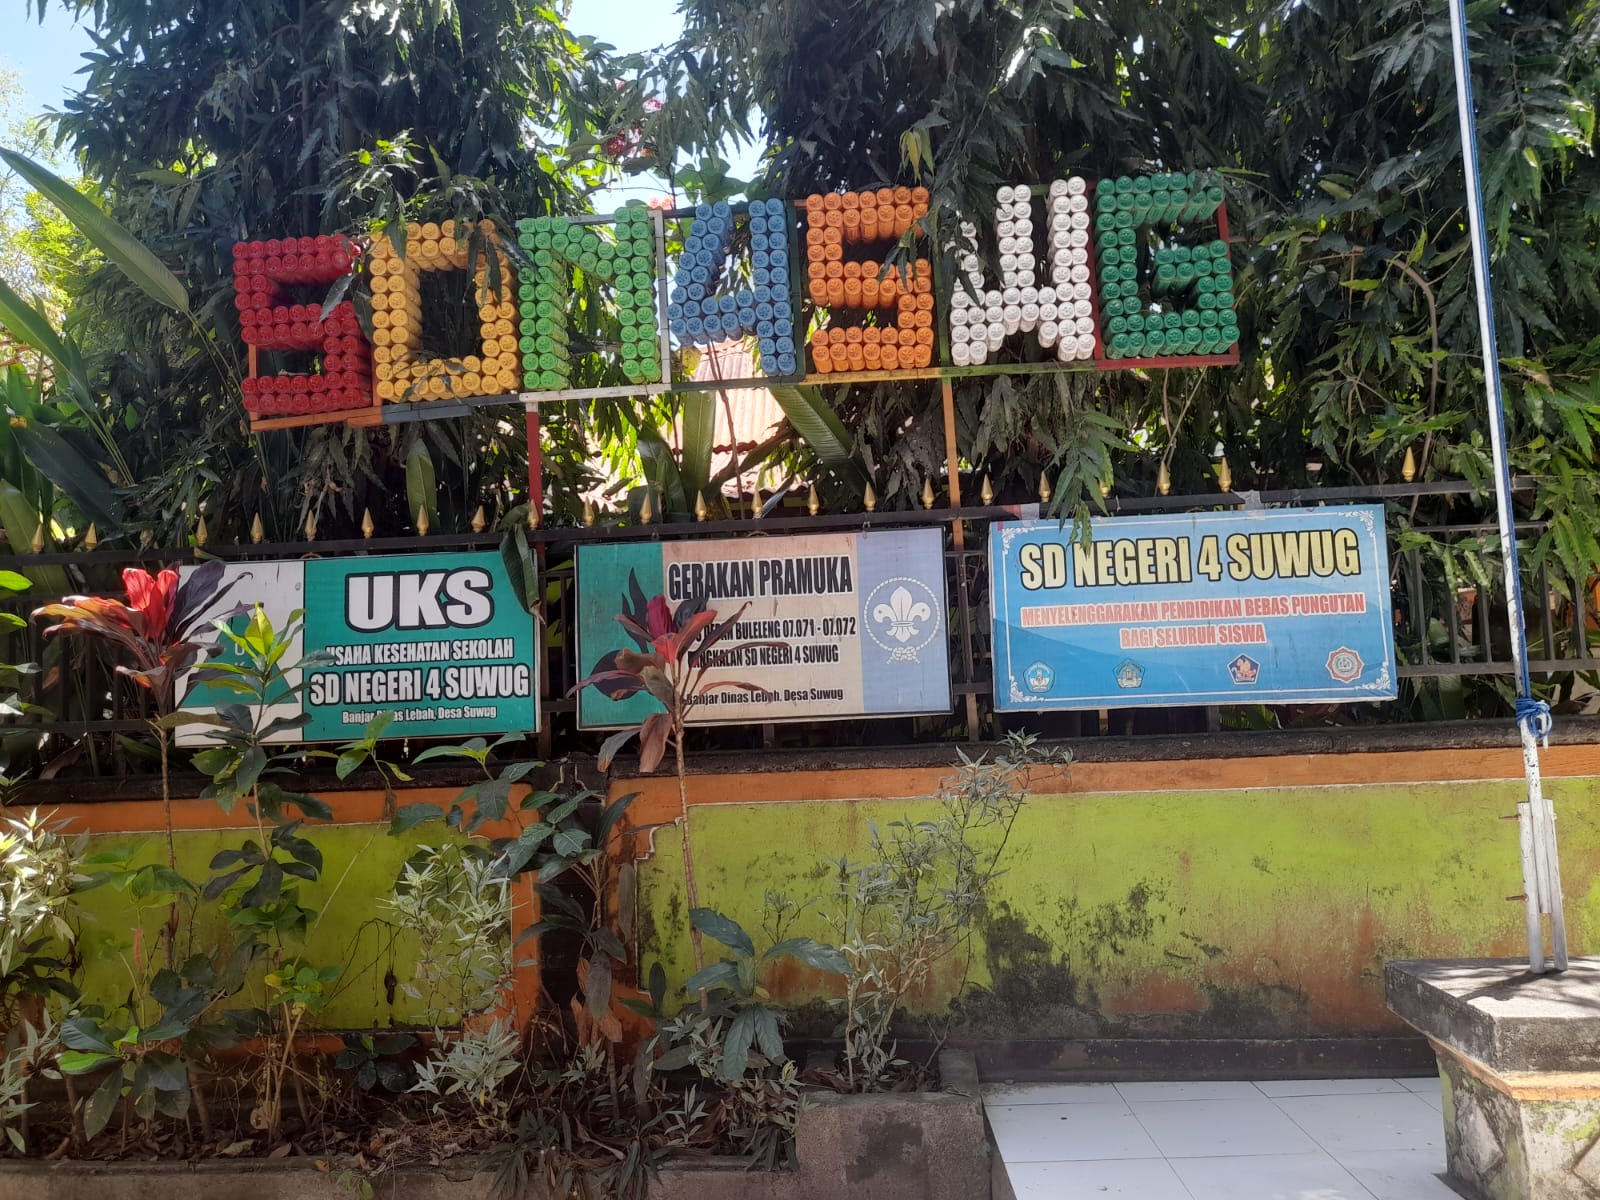 SDN4SWG
UKS
USAHA KESEHATAN SEKOLAH
SD NEGERI 4 SUWUG
Banjar Dinas Lebah, Desa Suwug
GERAKAN PRAMUKA
BULELENG 07.071 - 07.072
PANGKALAN SD NEGERI 4 SUWUG
Banjar Dinas Lebah, Desa Suwug
SD NEGERI 4 SUWUG
MENYELENGGARAKAN PENDIDIKAN BEBAS PUNGUTAN
BAGI SELURUH SISWA